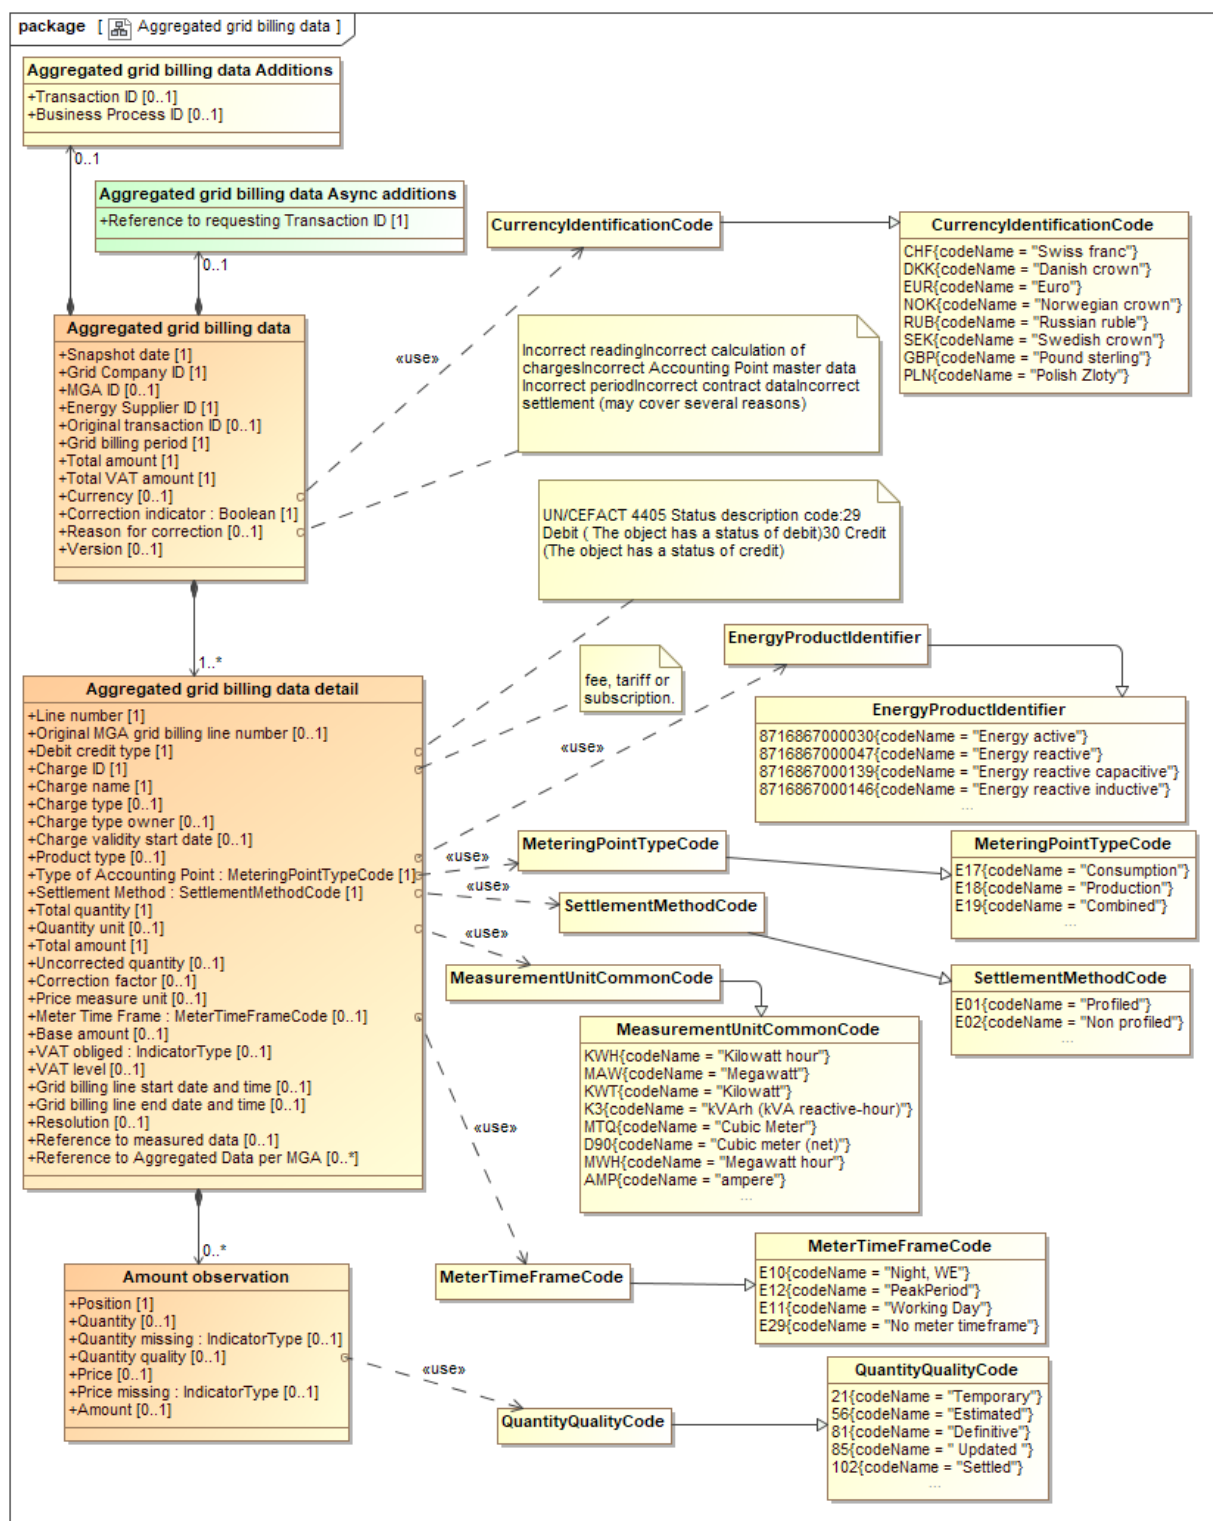 package [ Aggregated grid billing data ]
Aggregated grid billing data Additions
+Transaction ID [0..1]
+Business Process ID [0..1]
0..1
Aggregated grid billing data Async additions
+Reference to requesting Transaction ID [1]
0..1
CurrencyIdentificationCode
CurrencyIdentificationCode
CHF{codeName = "Swiss franc"}
DKK{codeName = "Danish crown"}
EUR{codeName = "Euro"}
NOK{codeName = "Norwegian crown"}
RUB{codeName = "Russian ruble"}
SEK{codeName = "Swedish crown"}
GBP{codeName = "Pound sterling"}
PLN{codeName = "Polish Zloty"}
Aggregated grid billing data
+Snapshot date [1]
+Grid Company ID [1]
+MGA ID [0..1]
+Energy Supplier ID [1]
+Original transaction ID [0..1]
+Grid billing period [1]
+Total amount [1]
+Total VAT amount [1]
+Currency [0..1]
+Correction indicator : Boolean [1]
+Reason for correction [0..1]
+Version [0..1]
«use»
Incorrect readingIncorrect calculation of
chargesIncorrect Accounting Point master data
Incorrect periodIncorrect contract dataIncorrect
settlement (may cover several reasons)
UN/CEFACT 4405 Status description code:29
Debit ( The object has a status of debit)30 Credit
(The object has a status of credit)
1..*
Aggregated grid billing data detail
+Line number [1]
+Original MGA grid billing line number [0..1]
+Debit credit type [1]
+Charge ID [1]
+Charge name [1]
+Charge type [0..1]
+Charge type owner [0..1]
+Charge validity start date [0..1]
+Product type [0..1]
+Type of Accounting Point : MeteringPointTypeCode [1]
+Settlement Method : SettlementMethodCode [1]
+Total quantity [1]
+Quantity unit [0..1]
+Total amount [1]
+Uncorrected quantity [0..1]
+Correction factor [0..1]
+Price measure unit [0..1]
+Meter Time Frame : MeterTimeFrameCode [0..1]
+Base amount [0..1]
+VAT obliged : IndicatorType [0..1]
+VAT level [0..1]
+Grid billing line start date and time [0..1]
+Grid billing line end date and time [0..1]
+Resolution [0..1]
+Reference to measured data [0..1]
+Reference to Aggregated Data per MGA [0..*]
fee, tariff or
subscription.
«use»
EnergyProductIdentifier
EnergyProductIdentifier
8716867000030{codeName = "Energy active"}
8716867000047{codeName = "Energy reactive"}
8716867000139{codeName = "Energy reactive capacitive"}
8716867000146{codeName = "Energy reactive inductive"}
...
«use»
MeteringPointTypeCode
MeteringPointTypeCode
E17{codeName = "Consumption"}
E18{codeName = "Production"}
E19{codeName = "Combined"}
...
«use»
SettlementMethodCode
SettlementMethodCode
E01{codeName = "Profiled"}
E02{codeName = "Non profiled"}
...
«use»
MeasurementUnitCommonCode
MeasurementUnitCommonCode
KWH{codeName = "Kilowatt hour"}
MAW{codeName = "Megawatt"}
KWT{codeName = "Kilowatt"}
K3{codeName = "kVArh (kVA reactive-hour)"}
MTQ{codeName = "Cubic Meter"}
D90{codeName = "Cubic meter (net)"}
MWH{codeName = "Megawatt hour"}
AMP{codeName = "ampere"}
...
«use»
MeterTimeFrameCode
MeterTimeFrameCode
E10{codeName = "Night, WE"}
E12{codeName = "PeakPeriod"}
E11{codeName = "Working Day"}
E29{codeName = "No meter timeframe"}
0..*
Amount observation
+Position [1]
+Quantity [0..1]
+Quantity missing : IndicatorType [0..1]
+Quantity quality [0..1]
+Price [0..1]
+Price missing : IndicatorType [0..1]
+Amount [0..1]
«use»
QuantityQualityCode
QuantityQualityCode
21{codeName = "Temporary"}
56{codeName = "Estimated"}
81{codeName = "Definitive"}
85{codeName = " Updated "}
102{codeName = "Settled"}
...